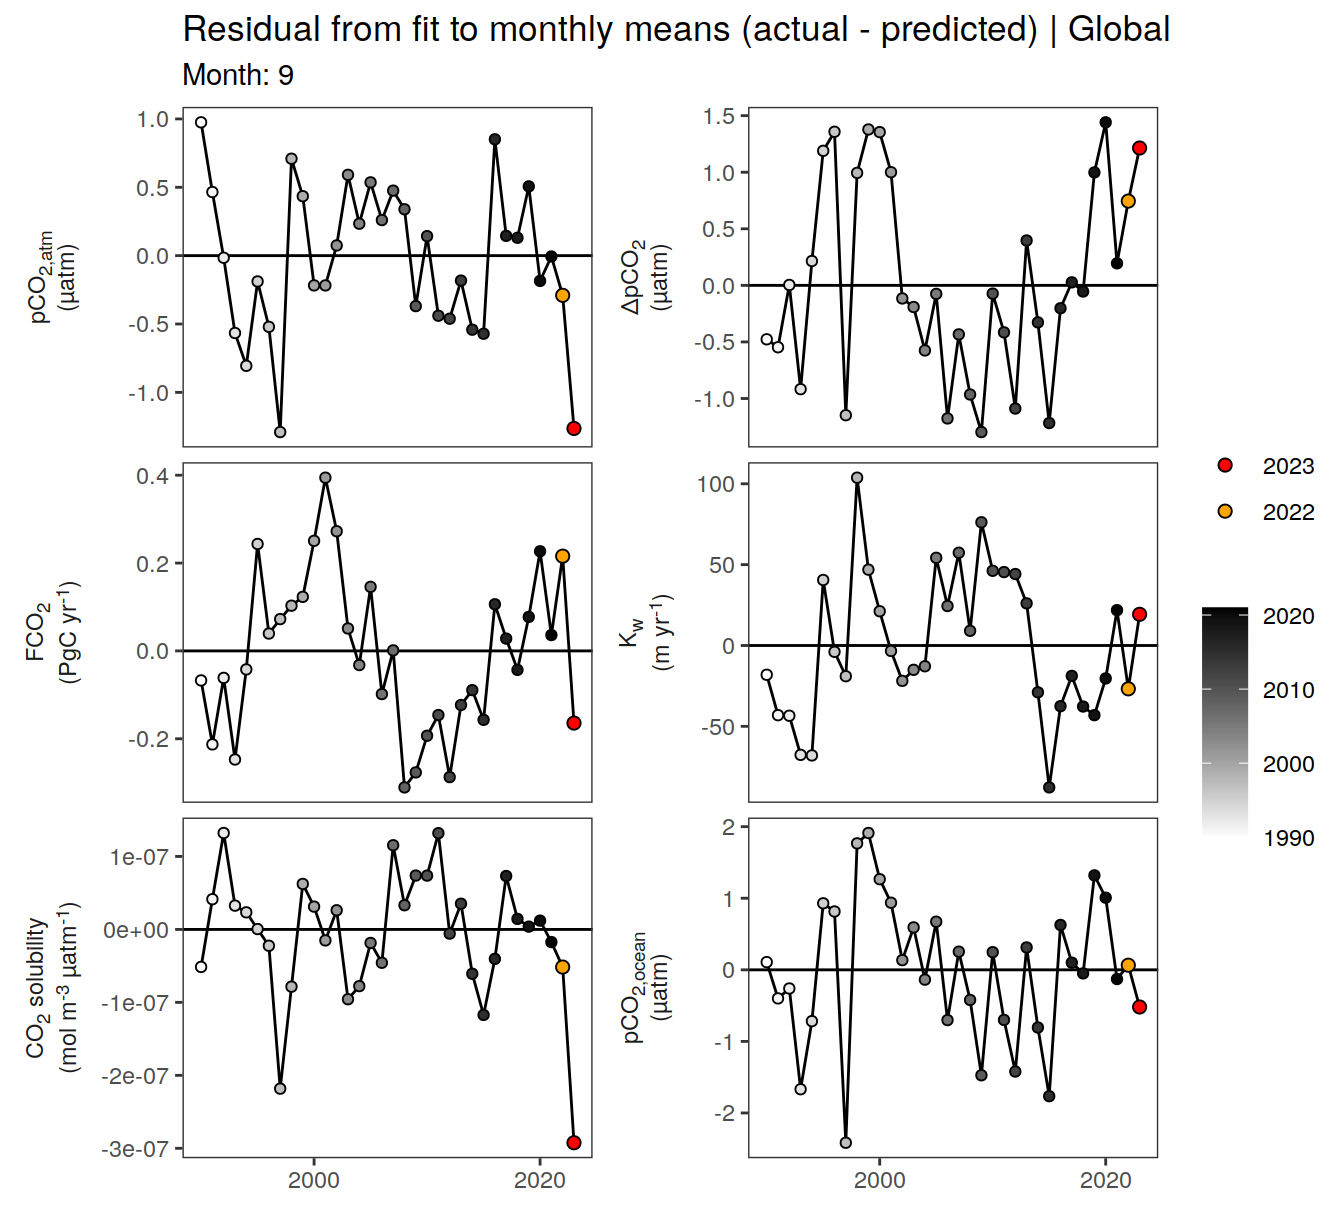 Residual from fit to monthly means (actual - predicted) | Global
Month: 9
pCO2,atm
(µatm)
1.0
0.5
0.0
-0.5
-1.0
ΔpCO2
(µatm)
1.5
1.0
0.5
0.0
-0.5
-1.0
FCO2
(PgC yr-1)
0.4
0.2
0.0
-0.2
Kw
(m yr-1)
100
50
0
-50
CO2 solubility
(mol m-3 µatm-1)
1e-07
0e+00
-1e-07
-2e-07
-3e-07
2000 2020
pCO2,ocean
(µatm)
2
1
0
-1
-2
2000 2020
2023
2022
2020
2010
2000
1990